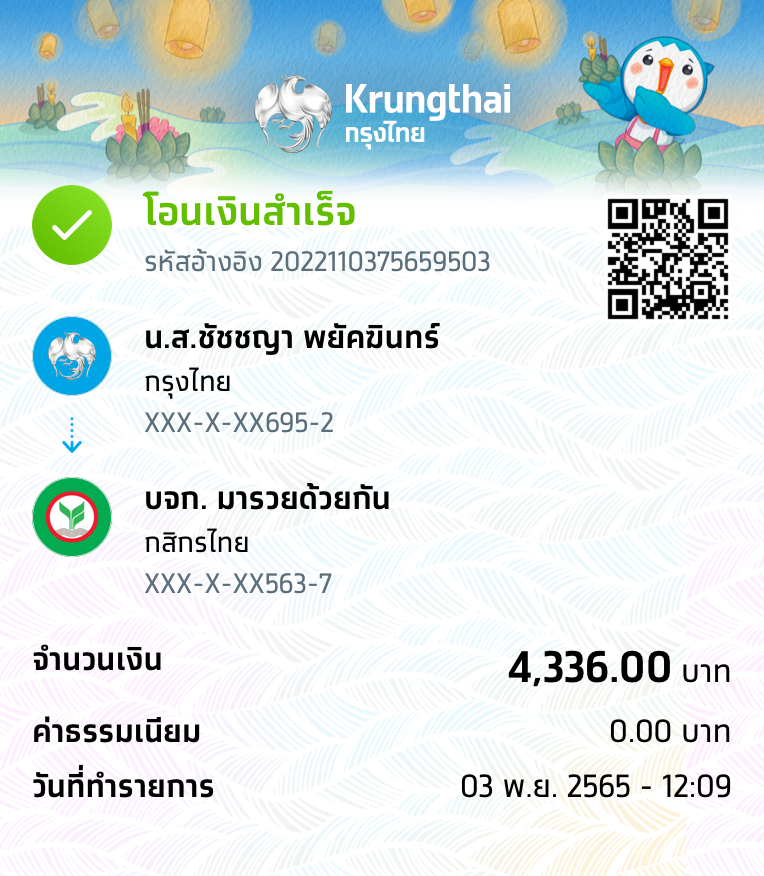 Krungthai
กรุงไทย
โอนเงินสำเร็จ
รหัสอ้างอิง 2022110375659503
น.ส.ชัชชญา พยัคฆินทร์
กรุงไทย
XXX-X-XX695-2
บจก. มารวยด้วยกัน
กสิกรไทย
XXX-X-XX563-7
จำนวนเงิน 4,336.00 บาท
ค่าธรรมเนียม 0.00 บาท
วันที่ทำรายการ 03 พ.ย. 2565 - 12:09